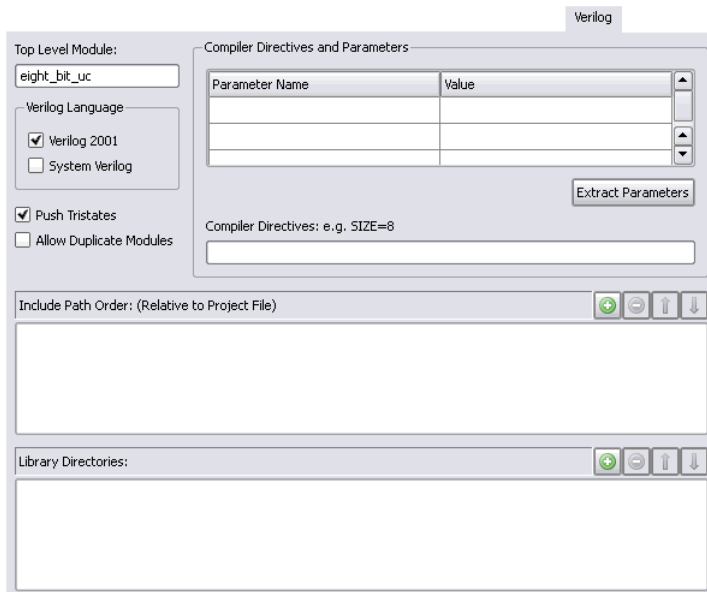 Verilog
Top Level Module:
eight_bit_uc
Verilog Language
Verilog 2001
System Verilog
Push Tristates
Allow Duplicate Modules
Compiler Directives and Parameters
Parameter Name Value
Extract Parameters
Compiler Directives: e.g. SIZE=8
Include Path Order: (Relative to Project File)
Library Directories: